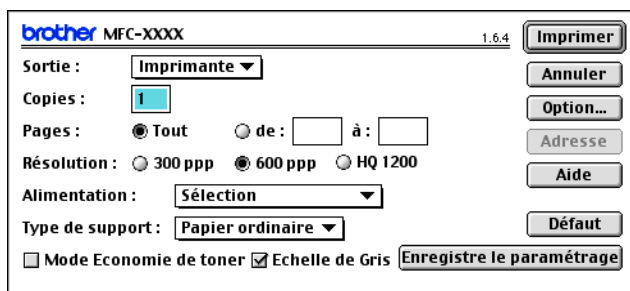 brother MFC-XXXX 1.6.4 Imprimer
Sortie : Imprimante Annuler
Copies : 1 Option...
Pages : Tout de : à : Adresse
Résolution : 300 ppp 600 ppp HQ 1200 Aide
Alimentation : Sélection
Type de support : Papier ordinaire Défaut
Mode Economie de toner Echelle de Gris Enregistre le paramétrage